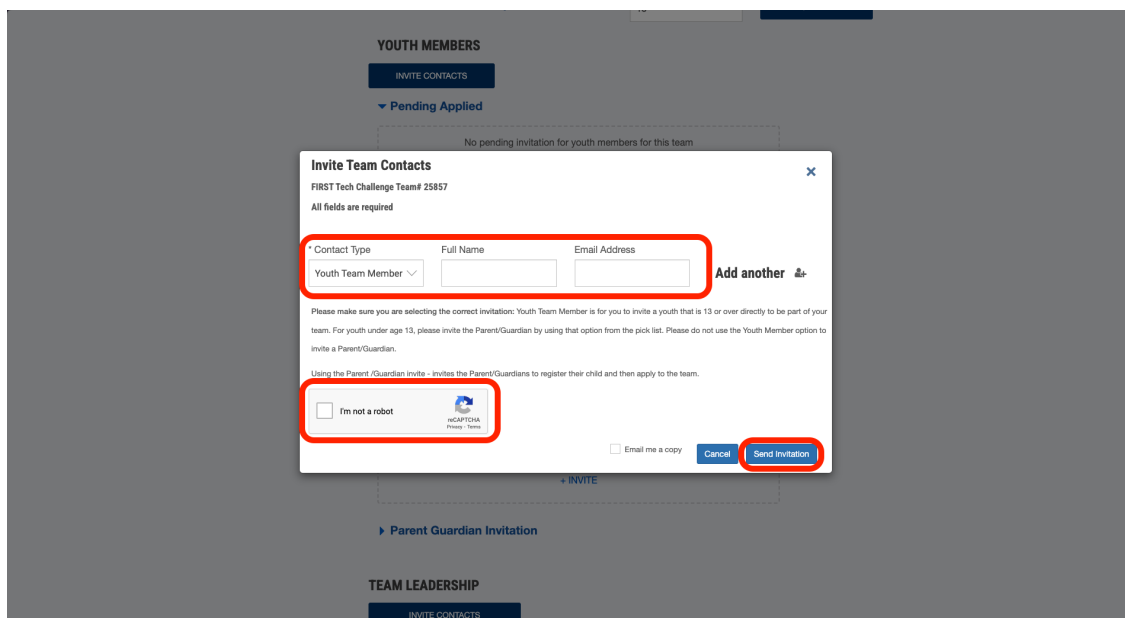 YOUTH MEMBERS
INVITE CONTACTS
Pending Applied
No pending invitation for youth members for this team
Invite Team Contacts
FIRST Tech Challenge Team# 25857
All fields are required
* Contact Type Full Name Email Address
Youth Team Member
Add another
Please make sure you are selecting the correct invitation: Youth Team Member is for you to invite a youth that is 13 or over directly to be part of your
team. For youth under age 13, please invite the Parent/Guardian by using that option from the pick list. Please do not use the Youth Member option to
invite a Parent/Guardian.
Using the Parent /Guardian invite - Invites the Parent/Guardians to register their child and then apply to the team.
I'm not a robot
reCAPTCHA
Privacy - Terms
Email me a copy Cancel Send Invitation
+ INVITE
Parent Guardian Invitation
TEAM LEADERSHIP
INVITE CONTACTS